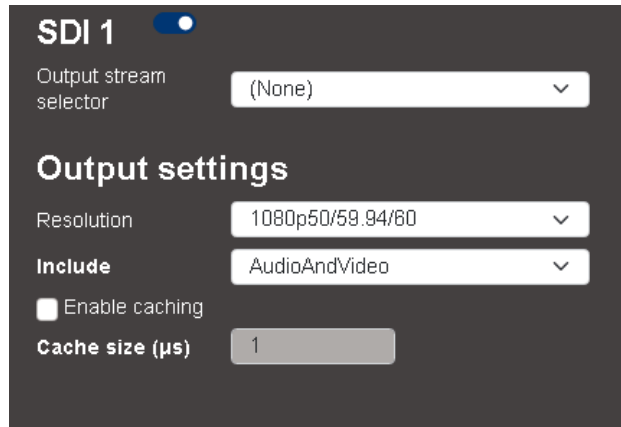 SDI 1
Output stream
selector
(None)
Output settings
Resolution
1080p50/59.94/60
Include
AudioAndVideo
Enable caching
Cache size (µs)
1